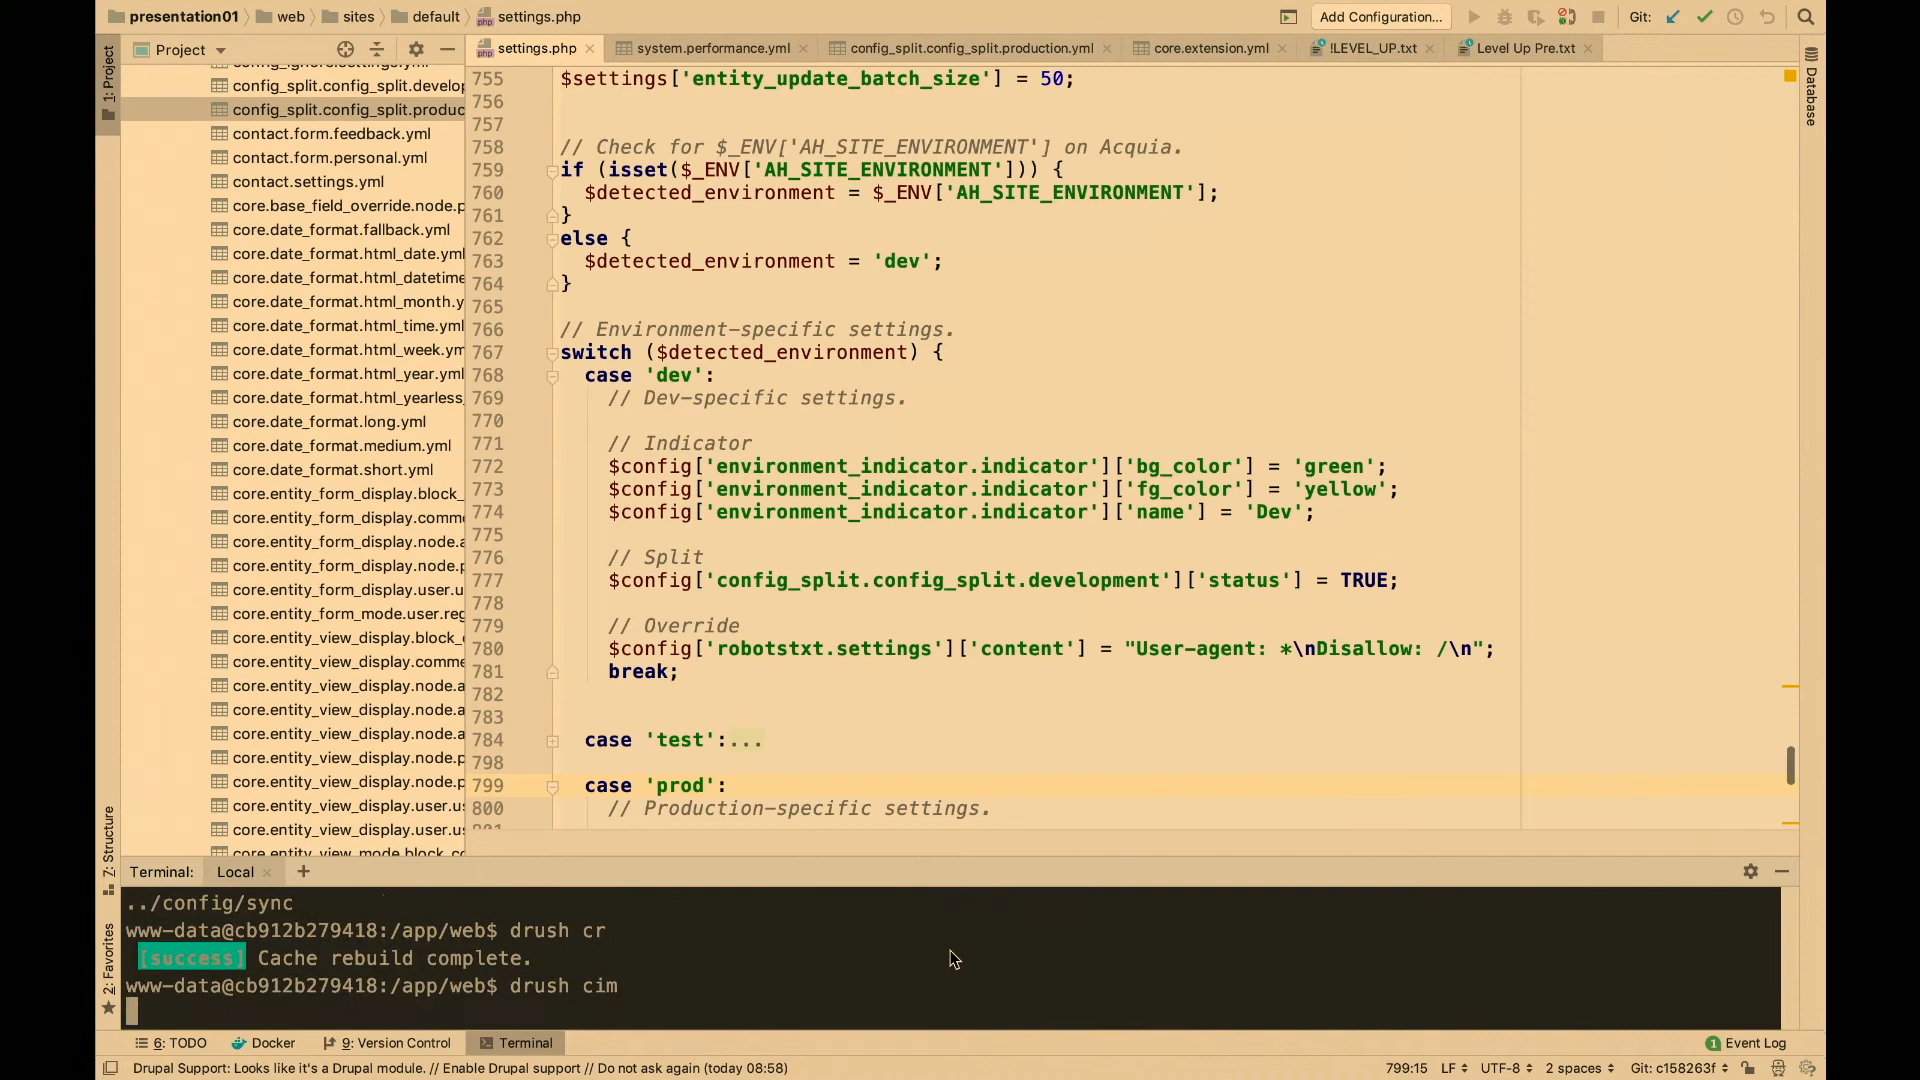 presentation01 web sites default settings.php Add Configuration... Git:
1: Project
Project
settings.php system.performance.yml config_split.config_split.production.yml core.extension.yml !LEVEL_UP.txt Level Up Pre.txt
Database
config_split.config_split.develop
config_split.config_split.produc
contact.form.feedback.yml
contact.form.personal.yml
contact.settings.yml
core.base_field_override.node.p
core.date_format.fallback.yml
core.date_format.html_date.yml
core.date_format.html_datetime
core.date_format.html_month.y
core.date_format.html_time.yml
core.date_format.html_week.ym
core.date_format.html_year.yml
core.date_format.html_yearless_
core.date_format.long.yml
core.date_format.medium.yml
core.date_format.short.yml
core.entity_form_display.block_
core.entity_form_display.comme
core.entity_form_display.node.a
core.entity_form_display.node.p
core.entity_form_display.user.u
core.entity_form_mode.user.reg
core.entity_view_display.block_
core.entity_view_display.comme
core.entity_view_display.node.a
core.entity_view_display.node.a
core.entity_view_display.node.a
core.entity_view_display.node.p
core.entity_view_display.node.p
core.entity_view_display.user.us
core.entity_view_display.user.us
755 $settings['entity_update_batch_size'] = 50;
756
757
758 // Check for $_ENV['AH_SITE_ENVIRONMENT'] on Acquia.
759 if (isset($_ENV['AH_SITE_ENVIRONMENT'])) {
760 $detected_environment = $_ENV['AH_SITE_ENVIRONMENT'];
761 }
762 else {
763 $detected_environment = 'dev';
764 }
765
766 // Environment-specific settings.
767 switch ($detected_environment) {
768 case 'dev':
769 // Dev-specific settings.
770
771 // Indicator
772 $config['environment_indicator.indicator']['bg_color'] = 'green';
773 $config['environment_indicator.indicator']['fg_color'] = 'yellow';
774 $config['environment_indicator.indicator']['name'] = 'Dev';
775
776 // Split
777 $config['config_split.config_split.development']['status'] = TRUE;
778
779 // Override
780 $config['robotstxt.settings']['content'] = "User-agent: *\nDisallow: /\n";
781 break;
782
783
784 case 'test':...
798
799 case 'prod':
800 // Production-specific settings.
7: Structure
2: Favorites
Terminal: Local +
../config/sync
www-data@cb912b279418:/app/web$ drush cr
[success] Cache rebuild complete.
www-data@cb912b279418:/app/web$ drush cim
6: TODO Docker 9: Version Control Terminal 1 Event Log
Drupal Support: Looks like it's a Drupal module. // Enable Drupal support // Do not ask again (today 08:58) 799:15 LF UTF-8 2 spaces Git: c158263f